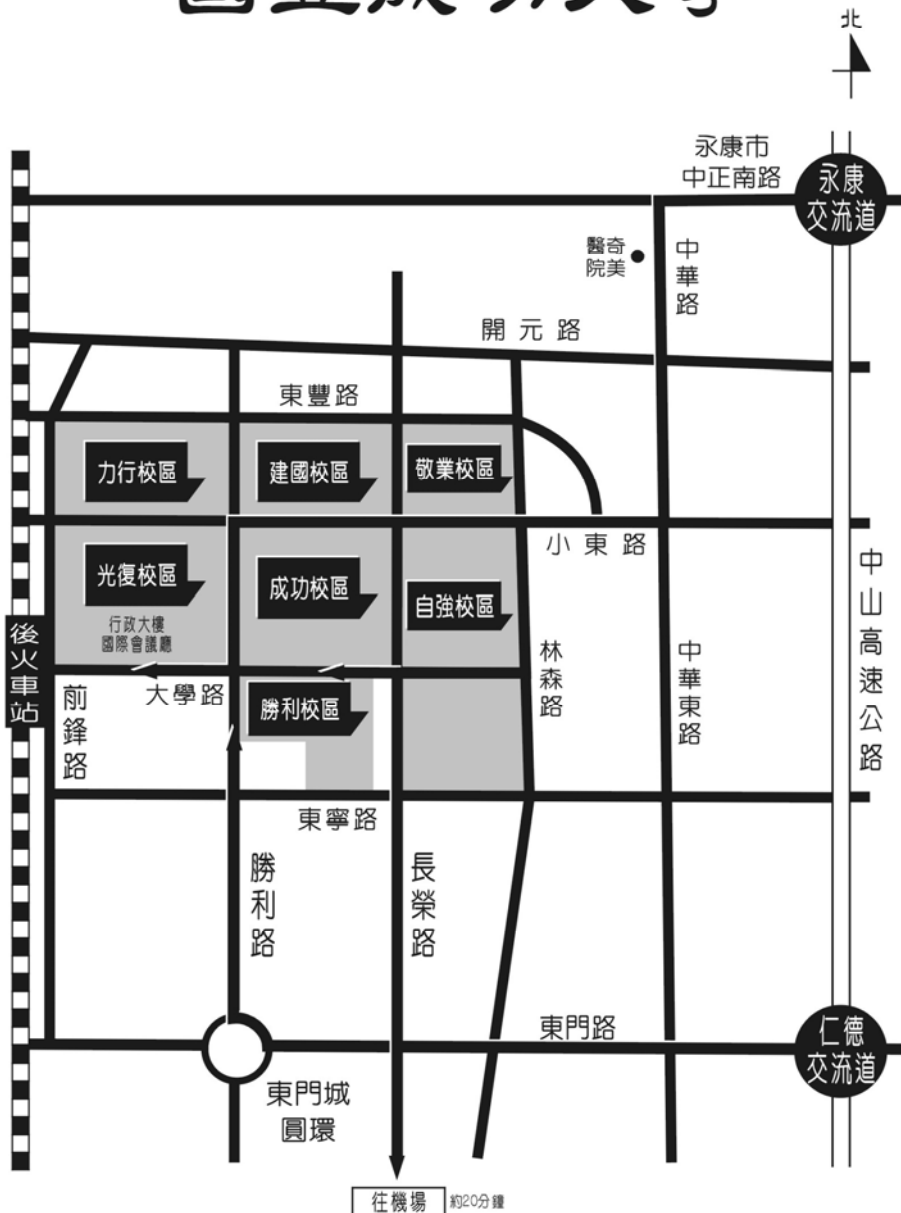 國立成功大學
北
永康市
中正南路
永康
交流道
醫奇
院美
中華路
開元路
東豐路
力行校區
建國校區
敬業校區
小東路
光復校區
行政大樓
國際會議廳
成功校區
自強校區
中山高速公路
後火車站
前鋒路
大學路
勝利校區
林森路
中華東路
東寧路
勝利路
長榮路
東門路
仁德
交流道
東門城
圓環
往機場 約20分鐘